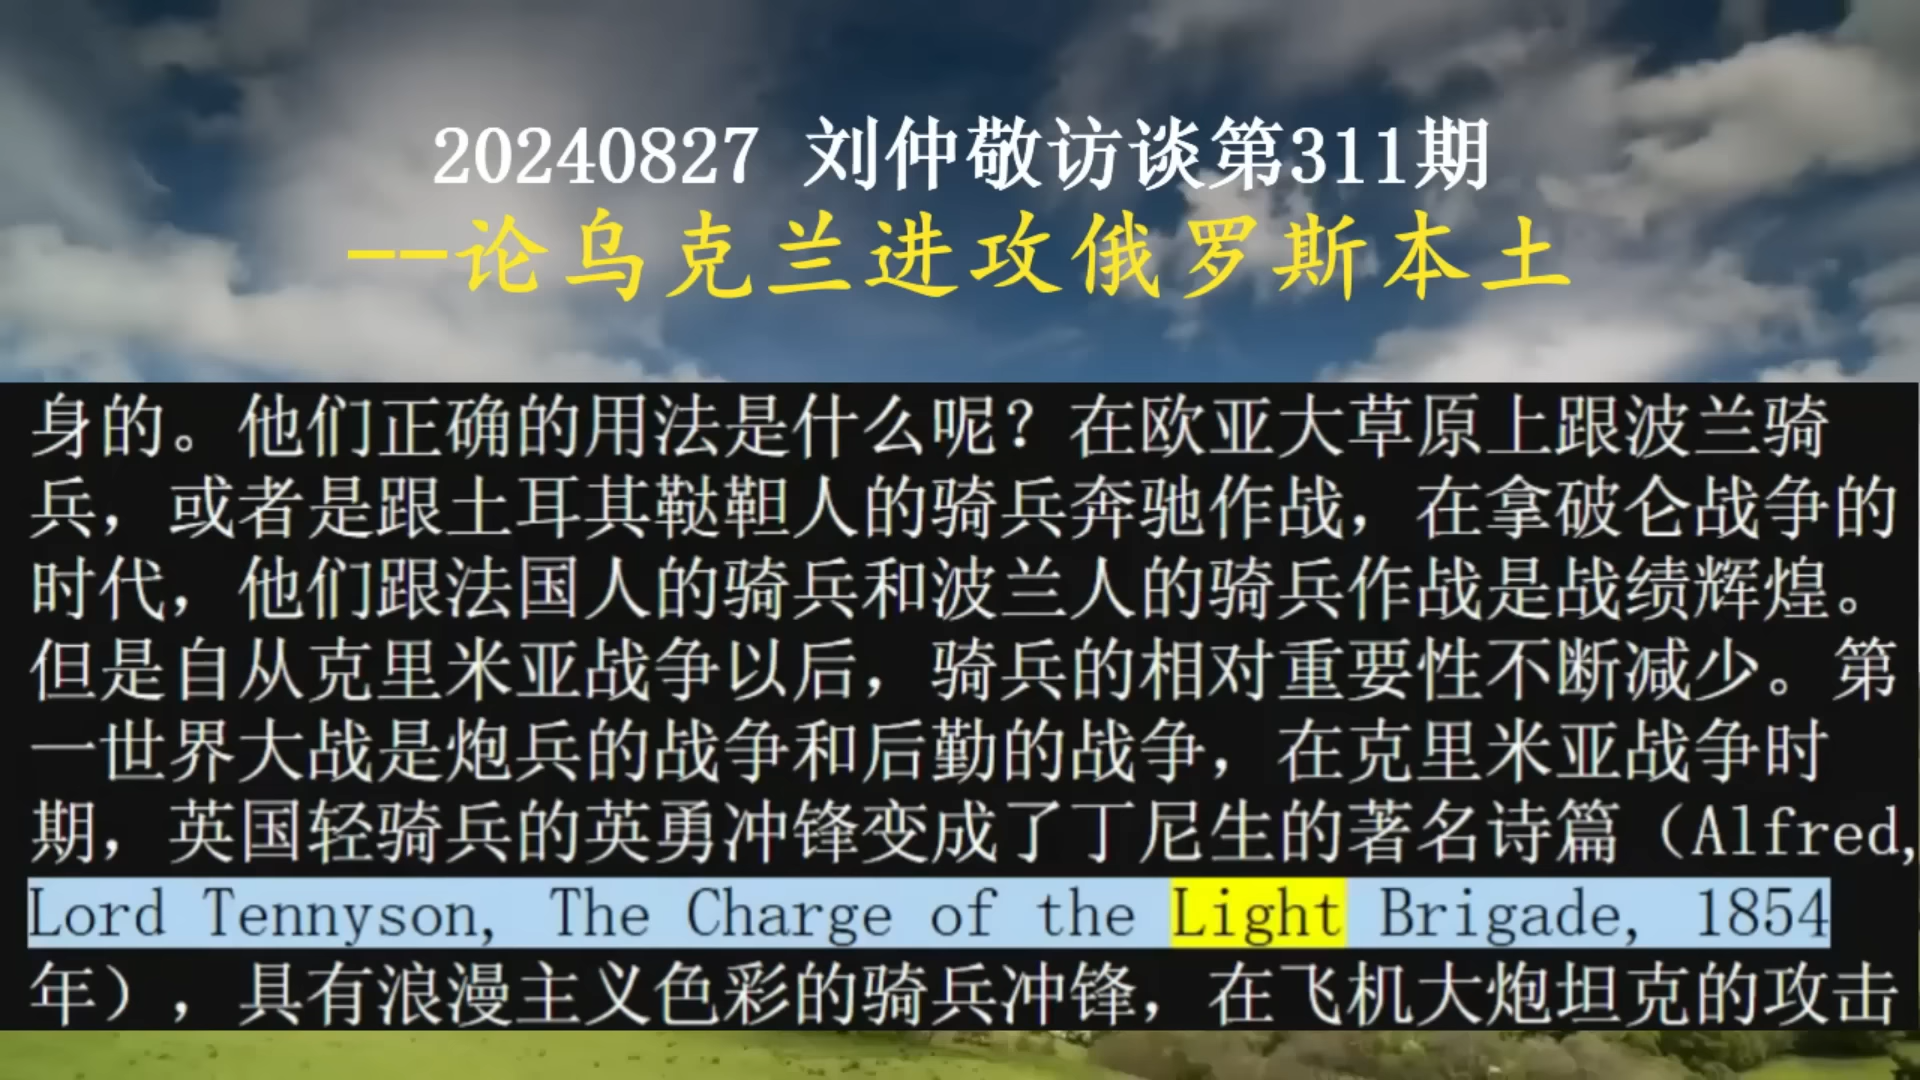 20240827 刘仲敬访谈第311期
--论乌克兰进攻俄罗斯本土
身的。他们正确的用法是什么呢？在欧亚大草原上跟波兰骑
兵，或者是跟土耳其鞑靼人的骑兵奔驰作战，在拿破仑战争的
时代，他们跟法国人的骑兵和波兰人的骑兵作战是战绩辉煌。
但是自从克里米亚战争以后，骑兵的相对重要性不断减少。第
一世界大战是炮兵的战争和后勤的战争，在克里米亚战争时
期，英国轻骑兵的英勇冲锋变成了丁尼生的著名诗篇（Alfred,
Lord Tennyson, The Charge of the Light Brigade, 1854
年），具有浪漫主义色彩的骑兵冲锋，在飞机大炮坦克的攻击